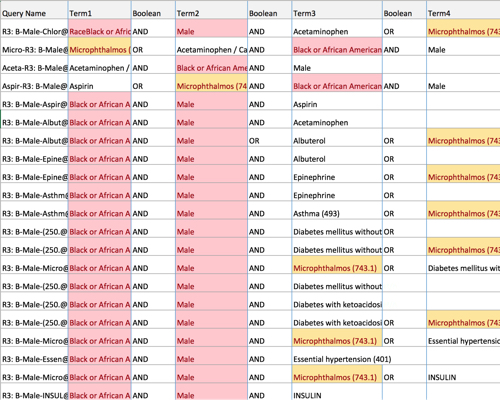 Query Name Term1 Boolean Term2 Boolean Term3 Boolean Term4
R3: B-Male-Chlor@ RaceBlack or Afric AND Male AND Acetaminophen OR Microphthalmos (743
Micro-R3: B-Male@ Microphthalmos ( OR Acetaminophen / Ca AND Black or African American AND Male
Aceta-R3: B-Male@ Acetaminophen / AND Black or African Ame AND Male
Aspir-R3: B-Male@ Aspirin OR Microphthalmos (74 AND Black or African American AND Male
R3: B-Male-Aspir@ Black or African A AND Male AND Aspirin
R3: B-Male-Albut@ Black or African A AND Male AND Acetaminophen
R3: B-Male-Albut@ Black or African A AND Male OR Albuterol OR Microphthalmos (743
R3: B-Male-Epine@ Black or African A AND Male AND Albuterol OR
R3: B-Male-Epine@ Black or African A AND Male AND Epinephrine OR Microphthalmos (743
R3: B-Male-Asthm@ Black or African A AND Male AND Epinephrine OR
R3: B-Male-Asthm@ Black or African A AND Male AND Asthma (493) OR Microphthalmos (743
R3: B-Male-(250.@ Black or African A AND Male AND Diabetes mellitus without OR
R3: B-Male-(250.@ Black or African A AND Male AND Diabetes mellitus without OR Microphthalmos (743
R3: B-Male-Micro@ Black or African A AND Male AND Microphthalmos (743.1) OR Diabetes mellitus wit
R3: B-Male-(250.@ Black or African A AND Male AND Diabetes mellitus without
R3: B-Male-(250.@ Black or African A AND Male AND Diabetes with ketoacidosi
R3: B-Male-(250.@ Black or African A AND Male AND Diabetes with ketoacidosi OR Microphthalmos (743
R3: B-Male-Micro@ Black or African A AND Male AND Microphthalmos (743.1) OR Essential hypertensio
R3: B-Male-Essen@ Black or African A AND Male AND Essential hypertension (401)
R3: B-Male-Micro@ Black or African A AND Male AND Microphthalmos (743.1) OR INSULIN
R3: B-Male-INSUL@ Black or African A AND Male AND INSULIN